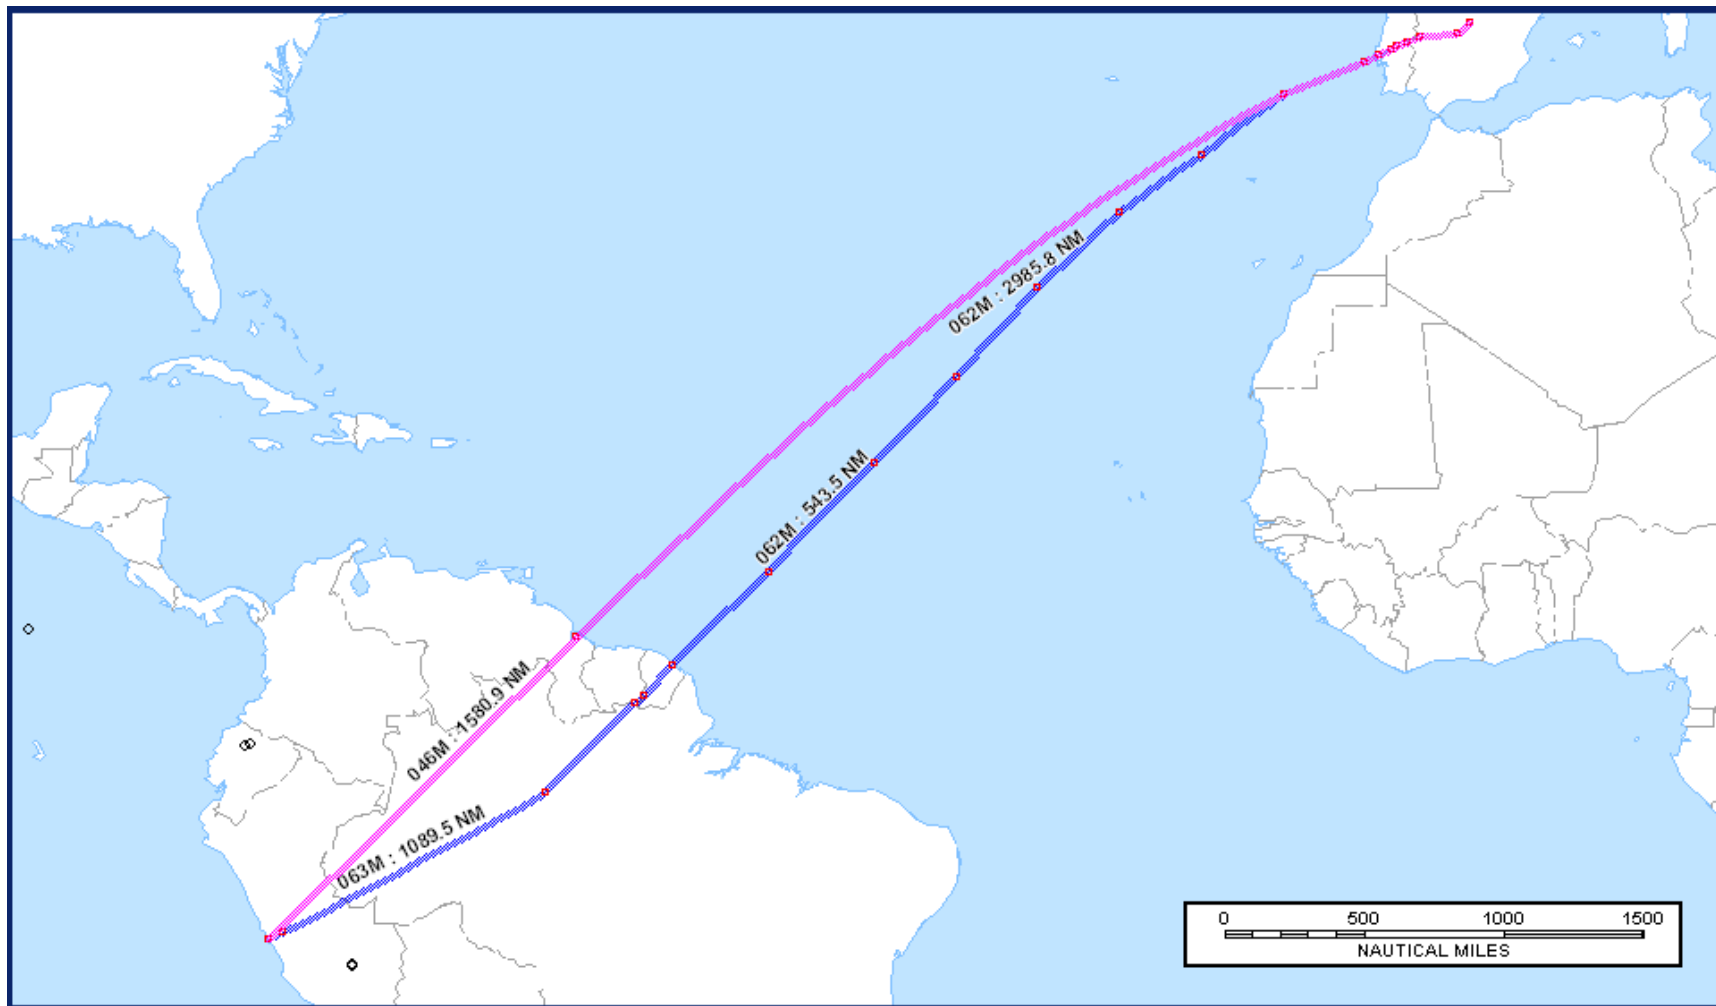 062M : 2985.8 NM
062M : 543.5 NM
046M : 1580.9 NM
063M : 1089.5 NM
0 500 1000 1500
NAUTICAL MILES